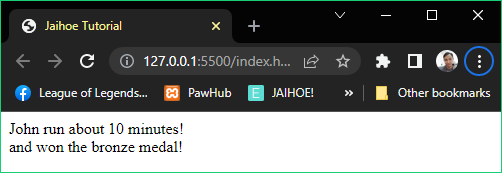 Jaihoe Tutorial
127.0.0.1:5500/index.h...
League of Legends... PawHub JAIHOE! » Other bookmarks
John run about 10 minutes!
and won the bronze medal!